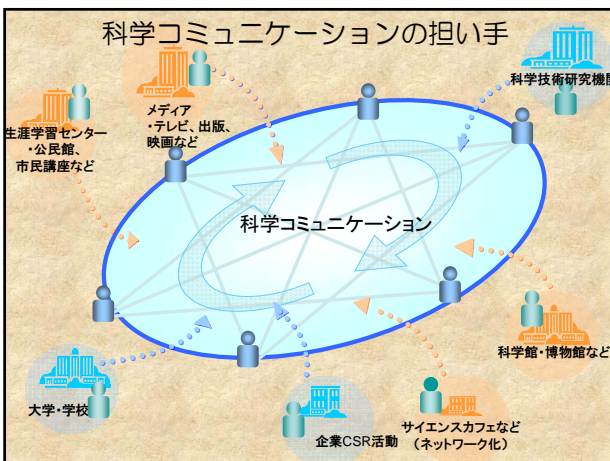 科学コミュニケーションの担い手
科学技術研究機関
メディア
・テレビ、出版、
映画など
生涯学習センター
・公民館、
市民講座など
科学コミュニケーション
科学館・博物館など
大学・学校
企業CSR活動
サイエンスカフェなど
（ネットワーク化）